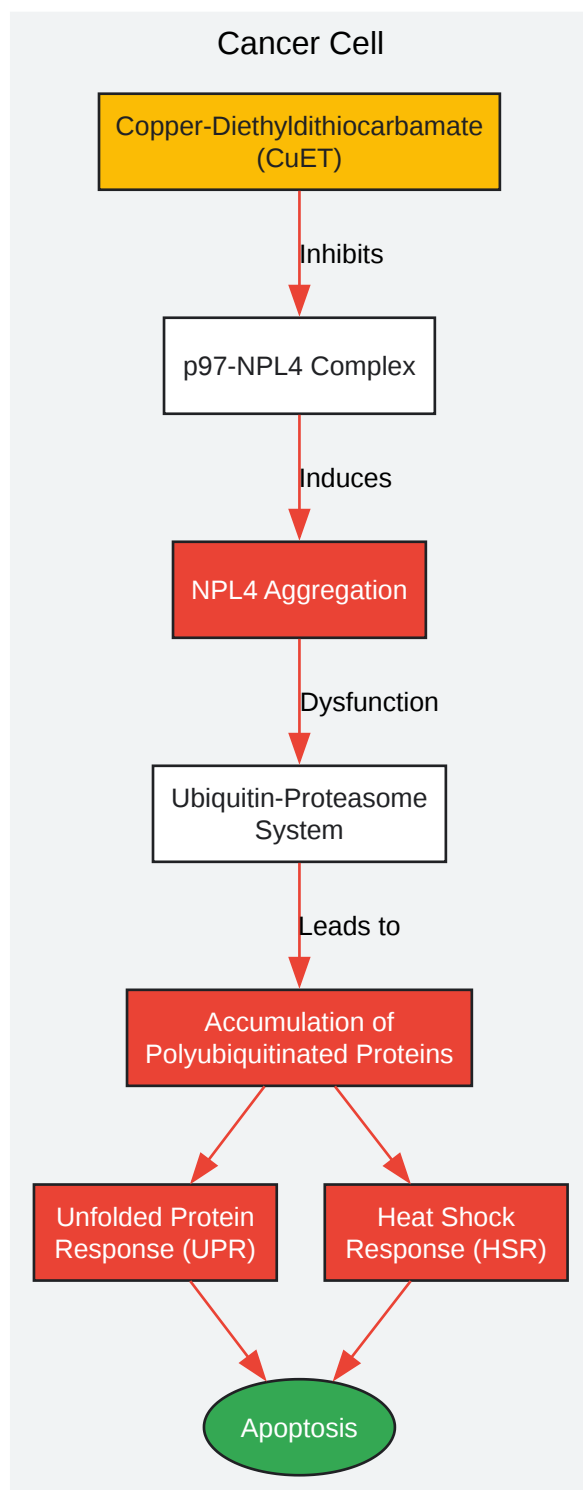 Cancer Cell
Copper-Diethyldithiocarbamate
(CuET)
Inhibits
p97-NPL4 Complex
Induces
NPL4 Aggregation
Dysfunction
Ubiquitin-Proteasome
System
Leads to
Accumulation of
Polyubiquitinated Proteins
Unfolded Protein
Response (UPR)
Heat Shock
Response (HSR)
Apoptosis